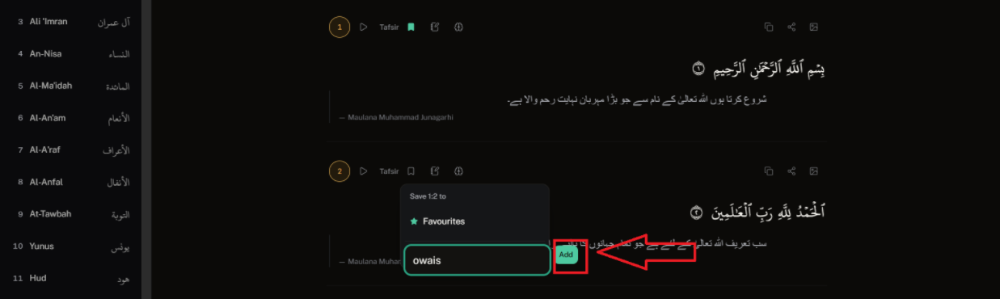 3 Ali 'Imran آل عمران
4 An-Nisa النساء
5 Al-Ma'idah المائدة
6 Al-An'am الأنعام
7 Al-A'raf الأعراف
8 Al-Anfal الأنفال
9 At-Tawbah التوبة
10 Yunus يونس
11 Hud هود
1 Tafsir
بِسْمِ ٱللَّهِ ٱلرَّحْمَٰنِ ٱلرَّحِيمِ ١
شروع کرتا ہوں اللہ تعالیٰ کے نام سے جو بڑا مہربان نہایت رحم والا ہے۔
— Maulana Muhammad Junagarhi
2 Tafsir
Save 1:2 to
Favourites
ٱلْحَمْدُ لِلَّهِ رَبِّ ٱلْعَٰلَمِينَ ٢
سب تعریف اللہ تعالیٰ کے لئے ہے جو تمام جہانوں کا
owais
Add
— Maulana Muhar